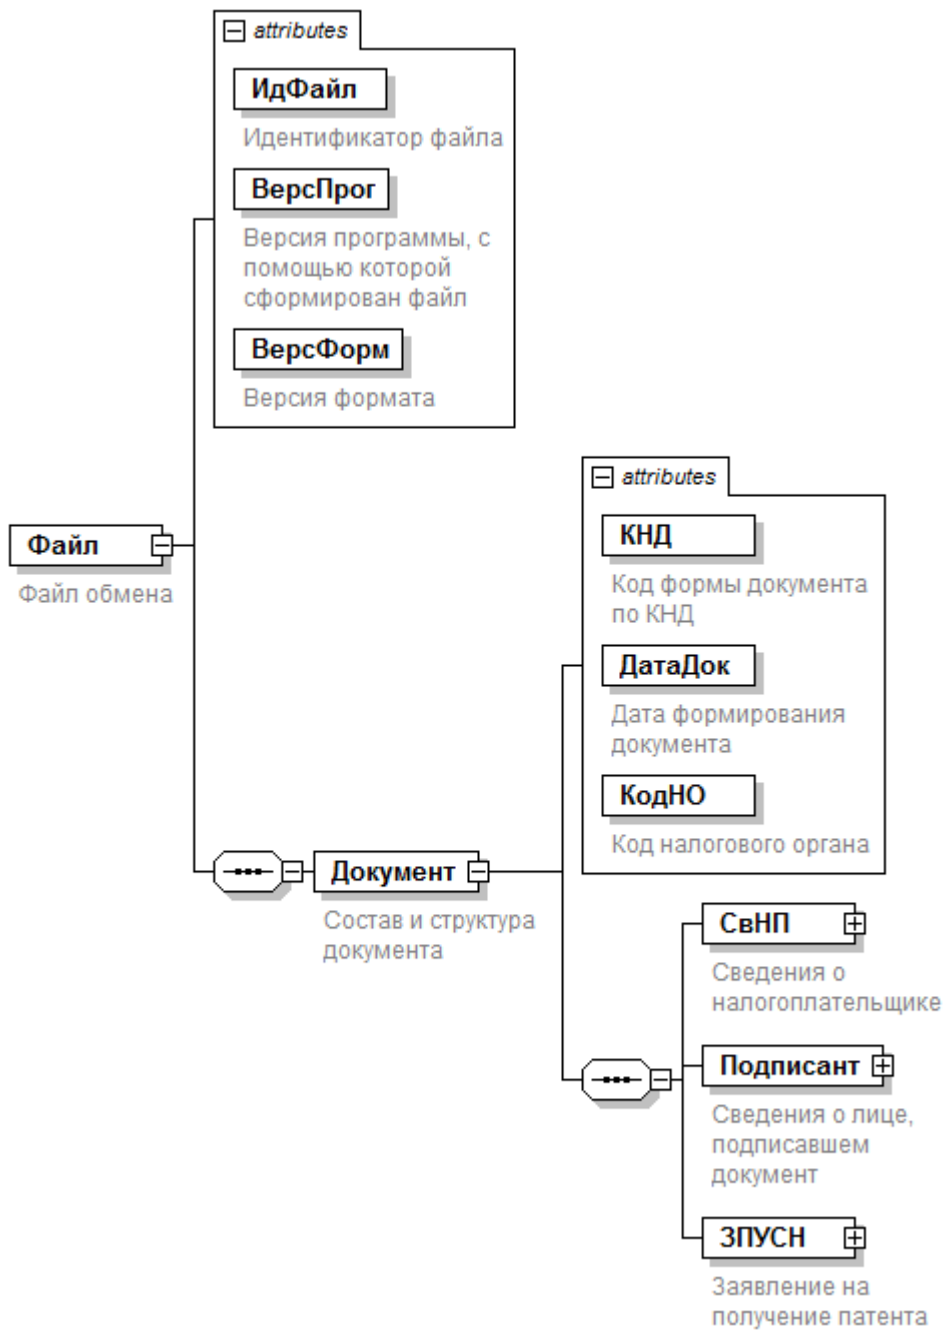 attributes
ИдФайл
Идентификатор файла
ВерсПрог
Версия программы, с
помощью которой
сформирован файл
ВерсФорм
Версия формата
Файл
Файл обмена
attributes
КНД
Код формы документа
по КНД
ДатаДок
Дата формирования
документа
КодНО
Код налогового органа
Документ
Состав и структура
документа
СвНП
Сведения о
налогоплательщике
Подписант
Сведения о лице,
подписавшем
документ
ЗПУСН
Заявление на
получение патента